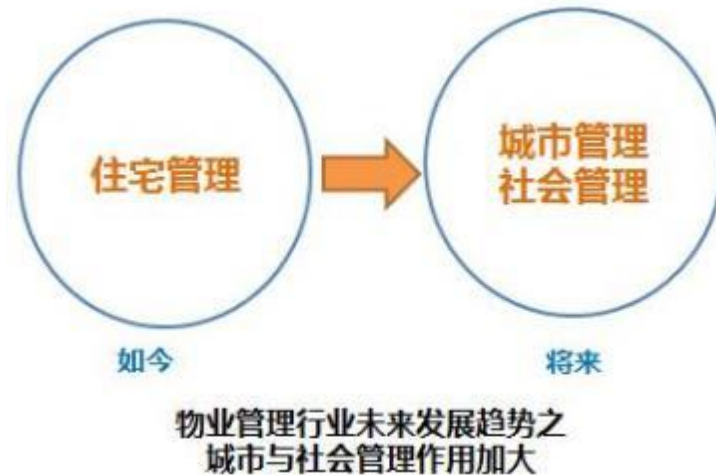 住宅管理
城市管理
社会管理
如今
将来
物业管理行业未来发展趋势之
城市与社会管理作用加大